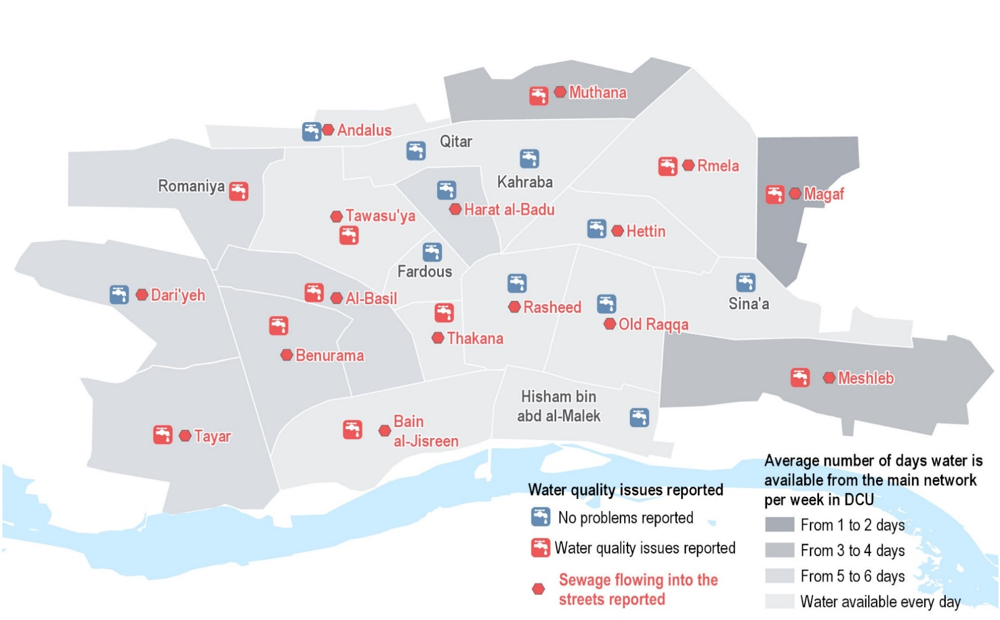 Muthana
Andalus
Qitar
Rmela
Kahraba
Romaniya
Magaf
Harat al-Badu
Tawasu'ya
Hettin
Fardous
Dari'yeh
Al-Basil
Rasheed
Sina'a
Old Raqqa
Thakana
Benurama
Meshleb
Hisham bin
abd al-Malek
Bain
al-Jisreen
Tayar
Water quality issues reported
No problems reported
Water quality issues reported
Sewage flowing into the
streets reported
Average number of days water is
available from the main network
per week in DCU
From 1 to 2 days
From 3 to 4 days
From 5 to 6 days
Water available every day